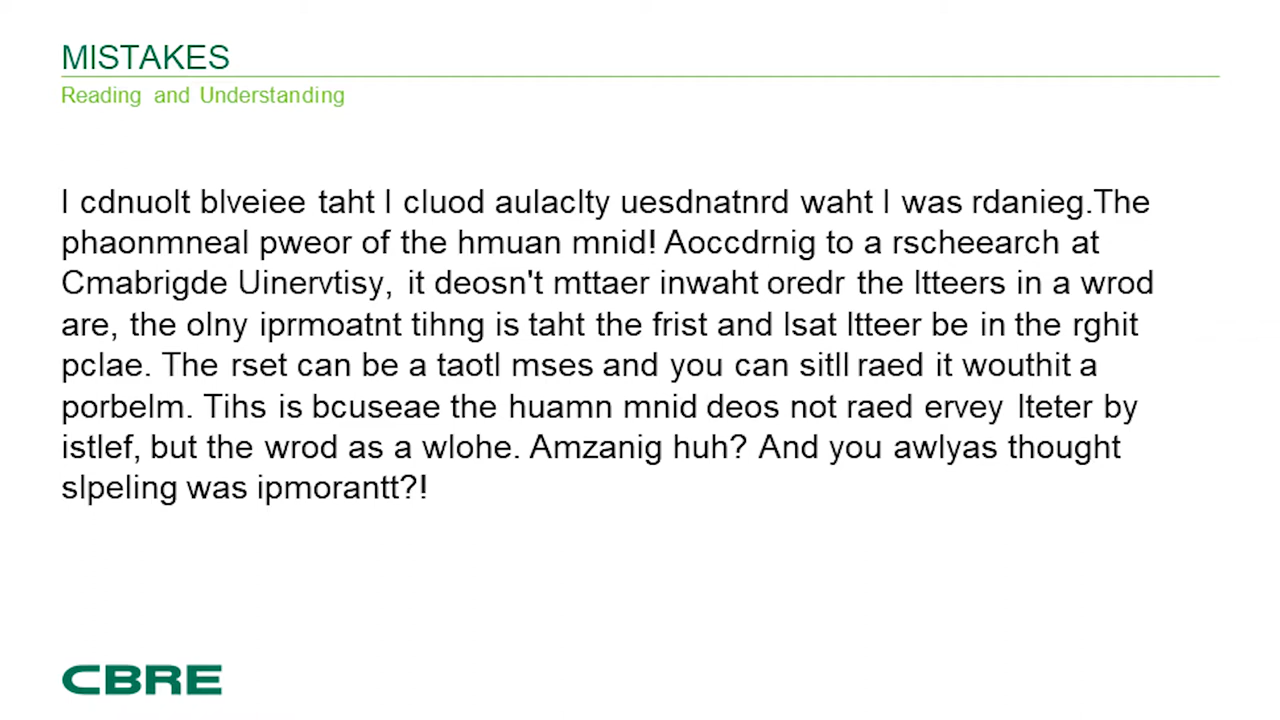 MISTAKES
Reading and Understanding
I cdnuolt blveiee taht I cluod aulaclty uesdnatnrd waht I was rdanieg.The
phaonmneal pweor of the hmuan mnid! Aoccdrnig to a rscheearch at
Cmabrigde Uinervtisy, it deosn't mttaer inwaht oredr the ltteers in a wrod
are, the olny iprmoatnt tihng is taht the frist and lsat ltteer be in the rghit
pclae. The rset can be a taotl mses and you can sitll raed it wouthit a
porbelm. Tihs is bcuseae the huamn mnid deos not raed ervey lteter by
istlef, but the wrod as a wlohe. Amzanig huh? And you awlyas thought
slpeling was ipmorantt?!
CBRE